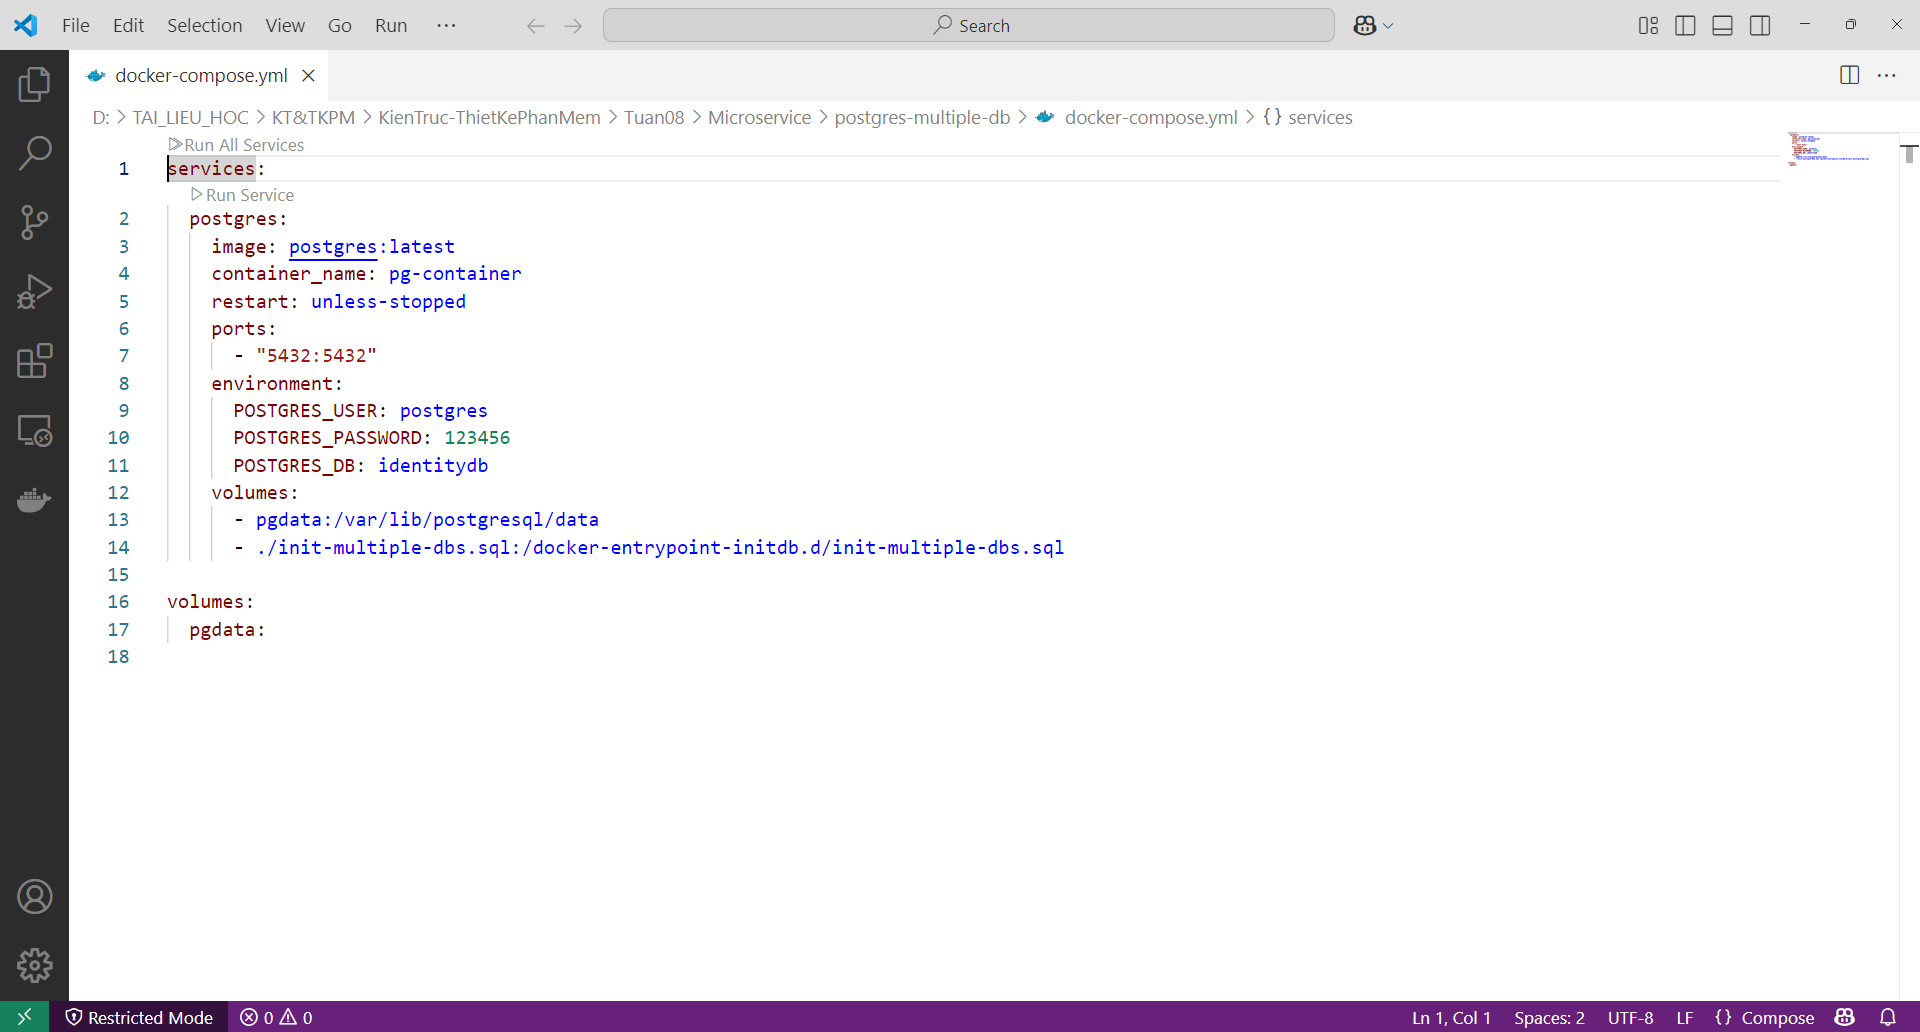 File Edit Selection View Go Run ··· Search
docker-compose.yml
D: > TAI_LIEU_HOC > KT&TKPM > KienTruc-ThietKePhanMem > Tuan08 > Microservice > postgres-multiple-db > docker-compose.yml > {} services
Run All Services
1 services:
Run Service
2 postgres:
3 image: postgres:latest
4 container_name: pg-container
5 restart: unless-stopped
6 ports:
7 - "5432:5432"
8 environment:
9 POSTGRES_USER: postgres
10 POSTGRES_PASSWORD: 123456
11 POSTGRES_DB: identitydb
12 volumes:
13 - pgdata:/var/lib/postgresql/data
14 - ./init-multiple-dbs.sql:/docker-entrypoint-initdb.d/init-multiple-dbs.sql
15
16 volumes:
17 pgdata:
18
Restricted Mode 0 0 Ln 1, Col 1 Spaces: 2 UTF-8 LF {} Compose